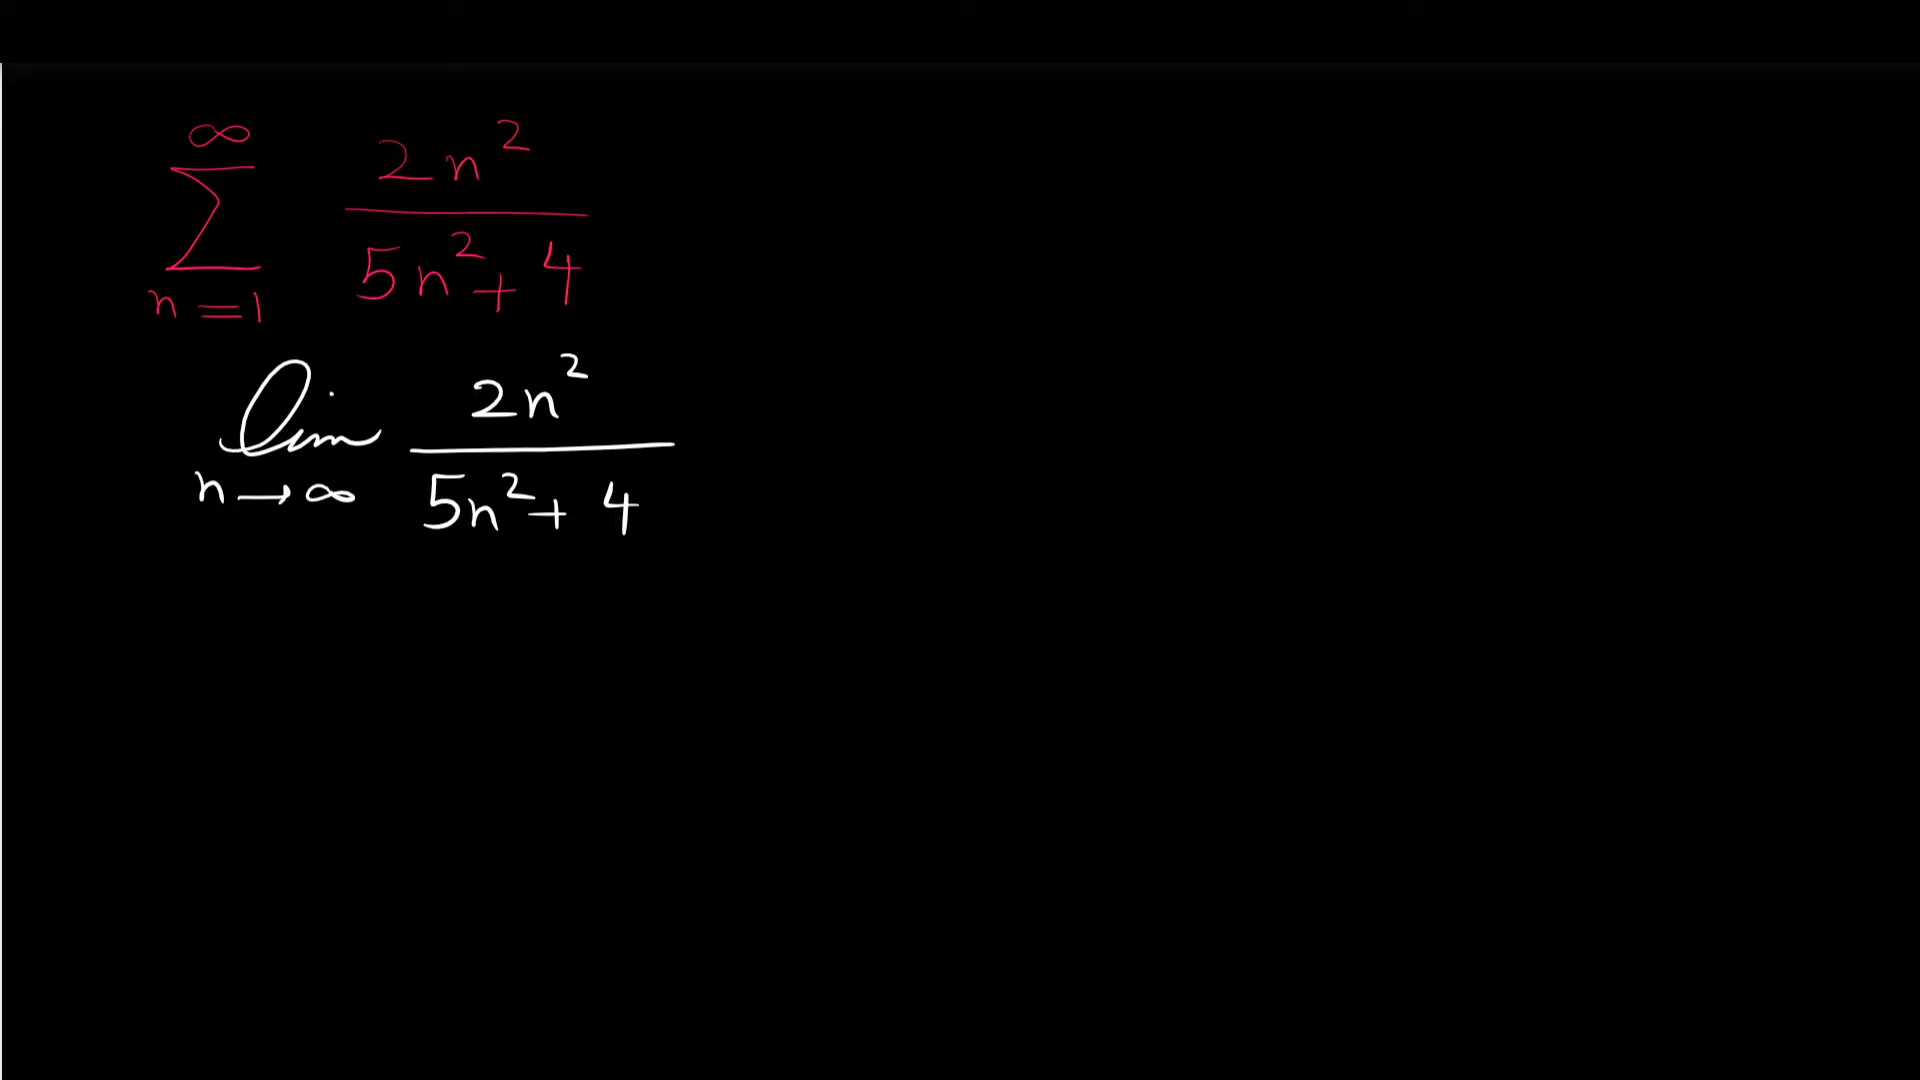 ∞
∑ 2n² / (5n² + 4)
n = 1
lim 2n² / (5n² + 4)
n → ∞